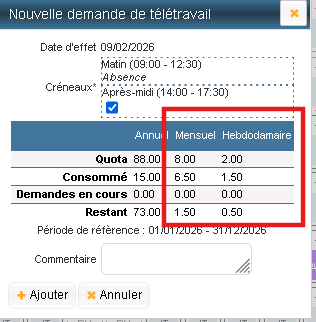 Nouvelle demande de télétravail
Date d'effet 09/02/2026
Matin (09:00 - 12:30)
Absence
Créneaux*
Après-midi (14:00 - 17:30)
Annuel Mensuel Hebdodamaire
Quota 88.00 8.00 2.00
Consommé 15.00 6.50 1.50
Demandes en cours 0.00 0.00 0.00
Restant 73.00 1.50 0.50
Période de référence : 01/01/2026 - 31/12/2026
Commentaire
Ajouter Annuler